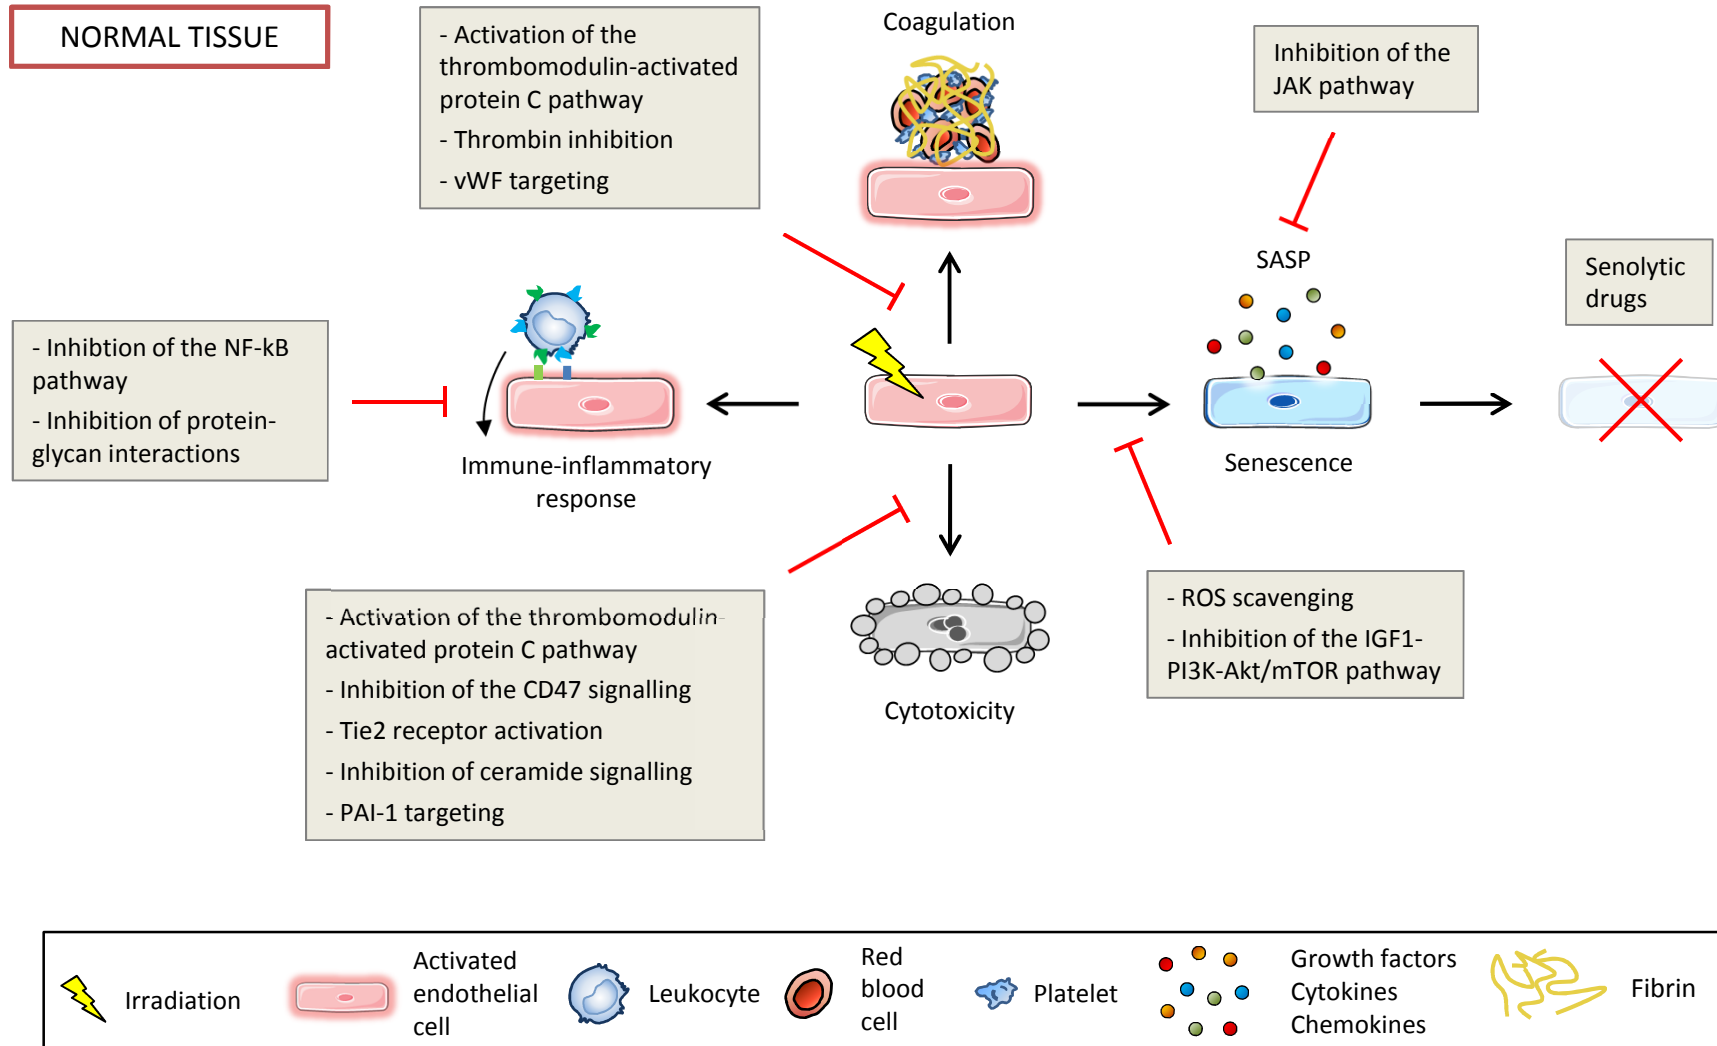 NORMAL TISSUE
- Activation of the
thrombomodulin-activated
protein C pathway
- Thrombin inhibition
- vWF targeting
Coagulation
Inhibition of the
JAK pathway
SASP
Senolytic
drugs
- Inhibtion of the NF-kB
pathway
- Inhibition of protein-
glycan interactions
Immune-inflammatory
response
Senescence
- Activation of the thrombomodulin-
activated protein C pathway
- Inhibition of the CD47 signalling
- Tie2 receptor activation
- Inhibition of ceramide signalling
- PAI-1 targeting
Cytotoxicity
- ROS scavenging
- Inhibition of the IGF1-
PI3K-Akt/mTOR pathway
Irradiation
Activated
endothelial
cell
Leukocyte
Red
blood
cell
Platelet
Growth factors
Cytokines
Chemokines
Fibrin